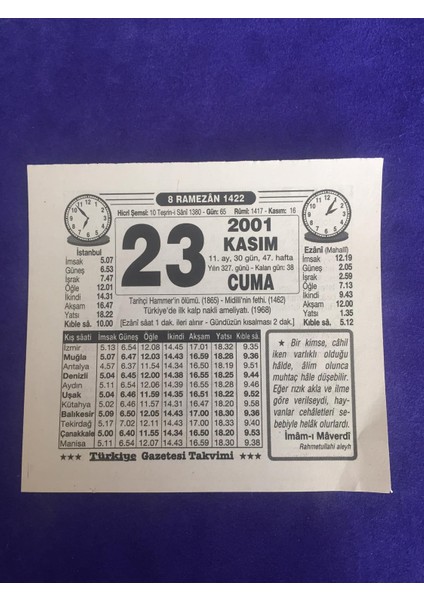 8 RAMEZÂN 1422
Hicrî Şemsî: 10 Teşrin-i Sânî 1380 - Gün: 65 Rûmî: 1417 - Kasım: 16
İstanbul
İmsak 5.07
Güneş 6.53
İsrak 7.47
Öğle 12.01
İkindi 14.31
Akşam 16.47
Yatsı 18.22
Kıble sâ. 10.00
23
2001
KASIM
11. ay, 30 gün, 47. hafta
Yılın 327. günü - Kalan gün: 38
CUMA
Ezânî (Mahallî)
İmsak 12.19
Güneş 2.05
İsrak 2.59
Öğle 7.13
İkindi 9.43
Akşam 12.00
Yatsı 1.35
Kıble sâ. 5.12
Tarihçi Hammer'in ölümü. (1865) - Midilli'nin fethi. (1462)
Türkiye'de ilk kalp nakli ameliyatı. (1968)
[Ezânî sâat 1 dak. ileri alınır - Gündüzün kısalması 2 dak.]
Kış sâati İmsak Güneş Öğle İkindi Akşam Yatsı Kıble sâ.
İzmir 5.13 6.54 12.08 14.45 17.01 18.32 9.35
Muğla 5.07 6.47 12.03 14.43 16.59 18.28 9.36
Antalya 4.57 6.37 11.54 14.34 16.50 18.19 9.51
Denizli 5.04 6.45 12.00 14.38 16.55 18.25 9.44
Aydın 5.11 6.54 12.06 14.39 16.55 18.28
Uşak 5.04 6.46 11.59 14.35 16.51 18.22 9.52
Kütahya 5.02 6.46 11.57 14.31 16.47 18.20 9.58
Balıkesir 5.09 6.50 12.05 14.43 17.00 18.30 9.36
Tekirdağ 5.17 7.02 12.11 14.43 17.00 18.33 9.40
Çanakkale 5.00 6.40 11.55 14.34 16.50 18.20 9.53
Manisa 5.11 6.54 12.08 14.43 16.59 18.30 9.38
★ Bir kimse, câhil
iken varlıklı olduğu
hâlde, âlim olunca
muhtaç hâle düşebilir.
Eğer rızık akla ve ilme
göre verilseydi, hay-
vanlar cehâletleri se-
bebiyle helâk olurlardı.
İmâm-ı Mâverdî
Rahmetullahi aleyh
★★★ Türkiye Gazetesi Takvimi ★★★